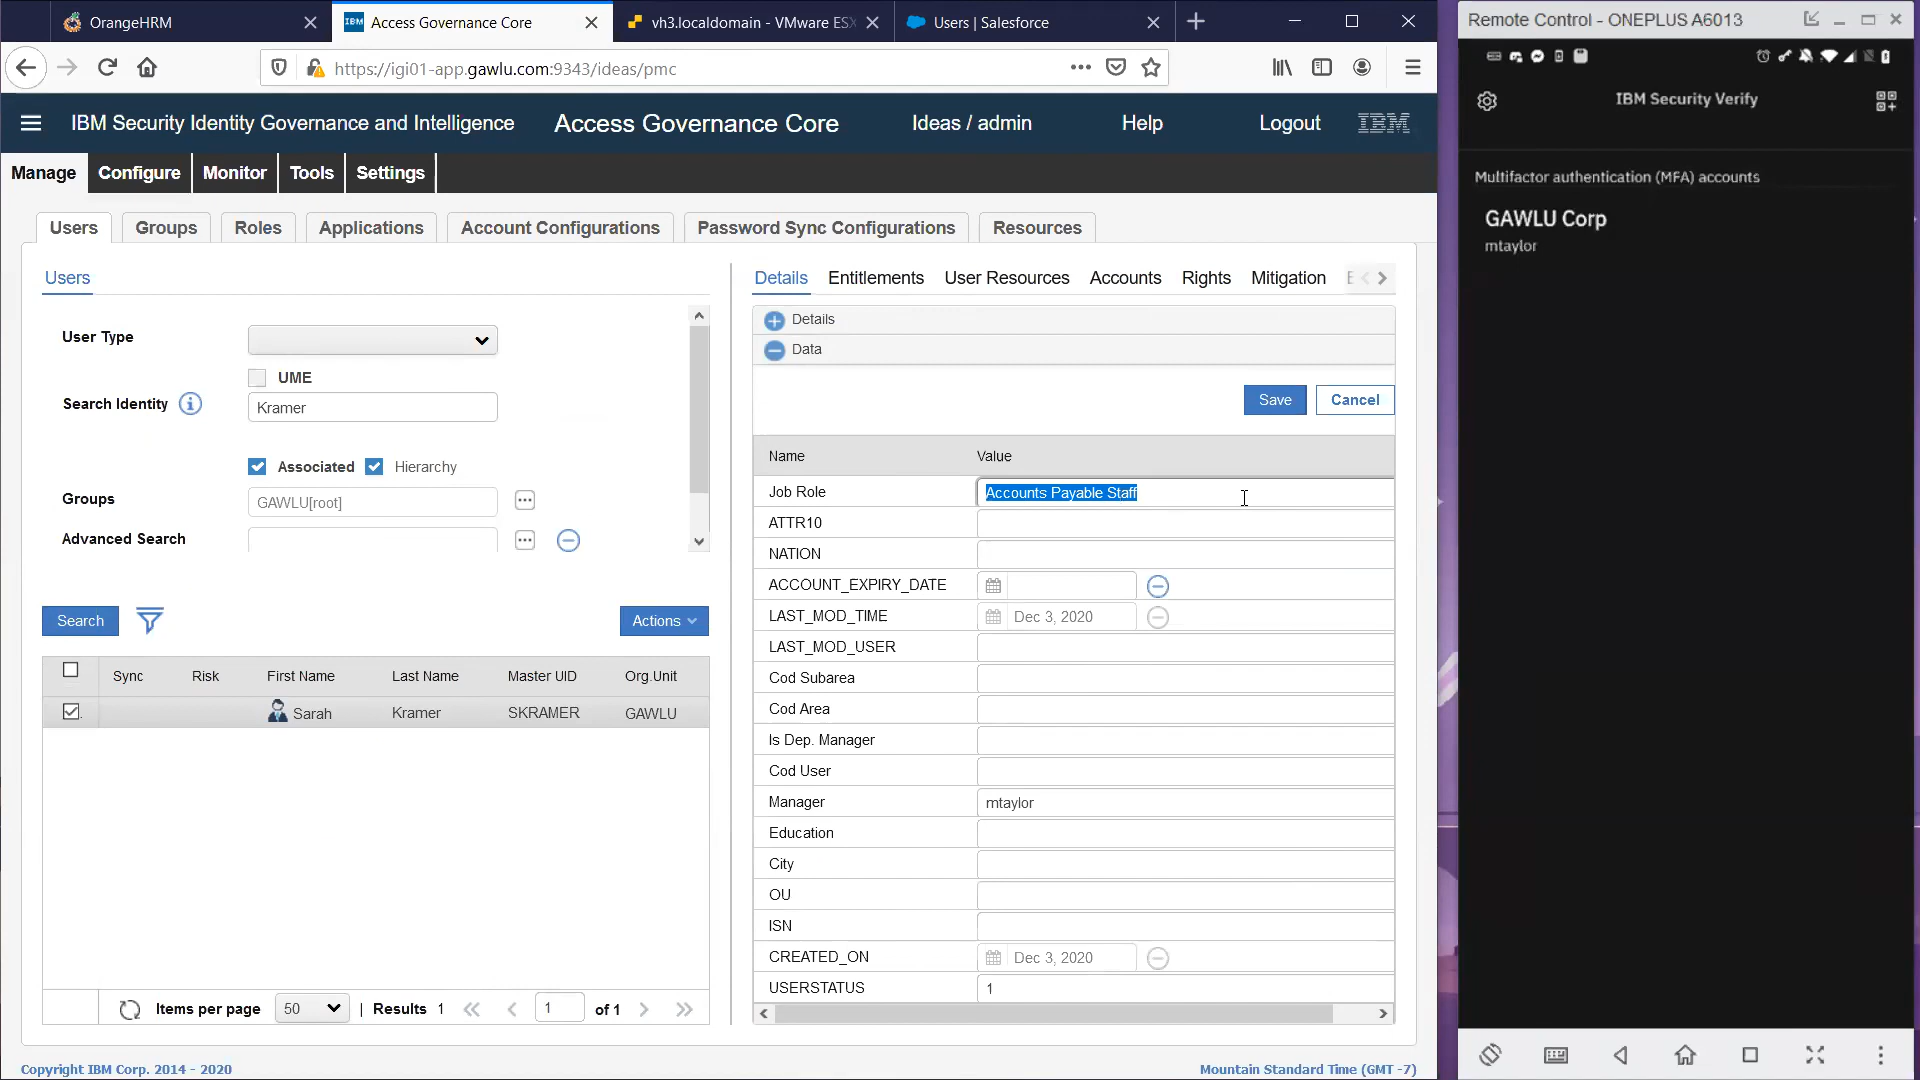 OrangeHRM
IBM Access Governance Core
vh3.localdomain - VMware ESX
Users | Salesforce
https://igi01-app.gawlu.com:9343/ideas/pmc
IBM Security Identity Governance and Intelligence
Access Governance Core
Ideas / admin
Help
Logout
IBM
Manage
Configure
Monitor
Tools
Settings
Users
Groups
Roles
Applications
Account Configurations
Password Sync Configurations
Resources
Users
User Type
UME
Search Identity
Kramer
Associated
Hierarchy
Groups
GAWLU[root]
Advanced Search
Search
Actions
Sync Risk First Name Last Name Master UID Org.Unit
Sarah Kramer SKRAMER GAWLU
Items per page 50 | Results 1 1 of 1
Details
Entitlements
User Resources
Accounts
Rights
Mitigation
Details
Data
Save
Cancel
Name Value
Job Role Accounts Payable Staff
ATTR10
NATION
ACCOUNT_EXPIRY_DATE
LAST_MOD_TIME Dec 3, 2020
LAST_MOD_USER
Cod Subarea
Cod Area
Is Dep. Manager
Cod User
Manager mtaylor
Education
City
OU
ISN
CREATED_ON Dec 3, 2020
USERSTATUS 1
Copyright IBM Corp. 2014 - 2020
Mountain Standard Time (GMT -7)
Remote Control - ONEPLUS A6013
IBM Security Verify
Multifactor authentication (MFA) accounts
GAWLU Corp
mtaylor